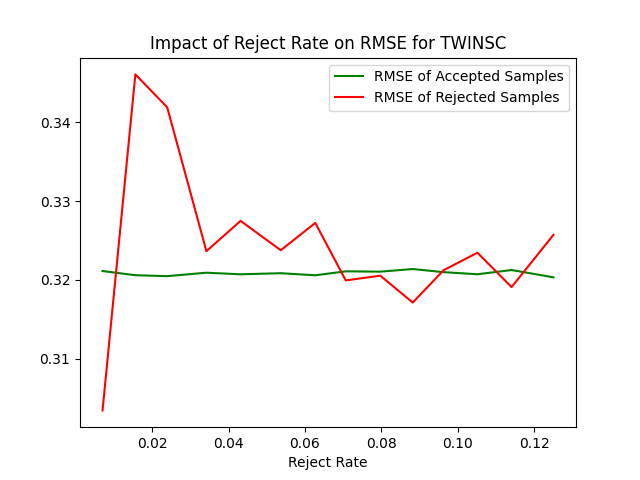 Impact of Reject Rate on RMSE for TWINSC
RMSE of Accepted Samples
RMSE of Rejected Samples
0.34
0.33
0.32
0.31
0.02 0.04 0.06 0.08 0.10 0.12
Reject Rate